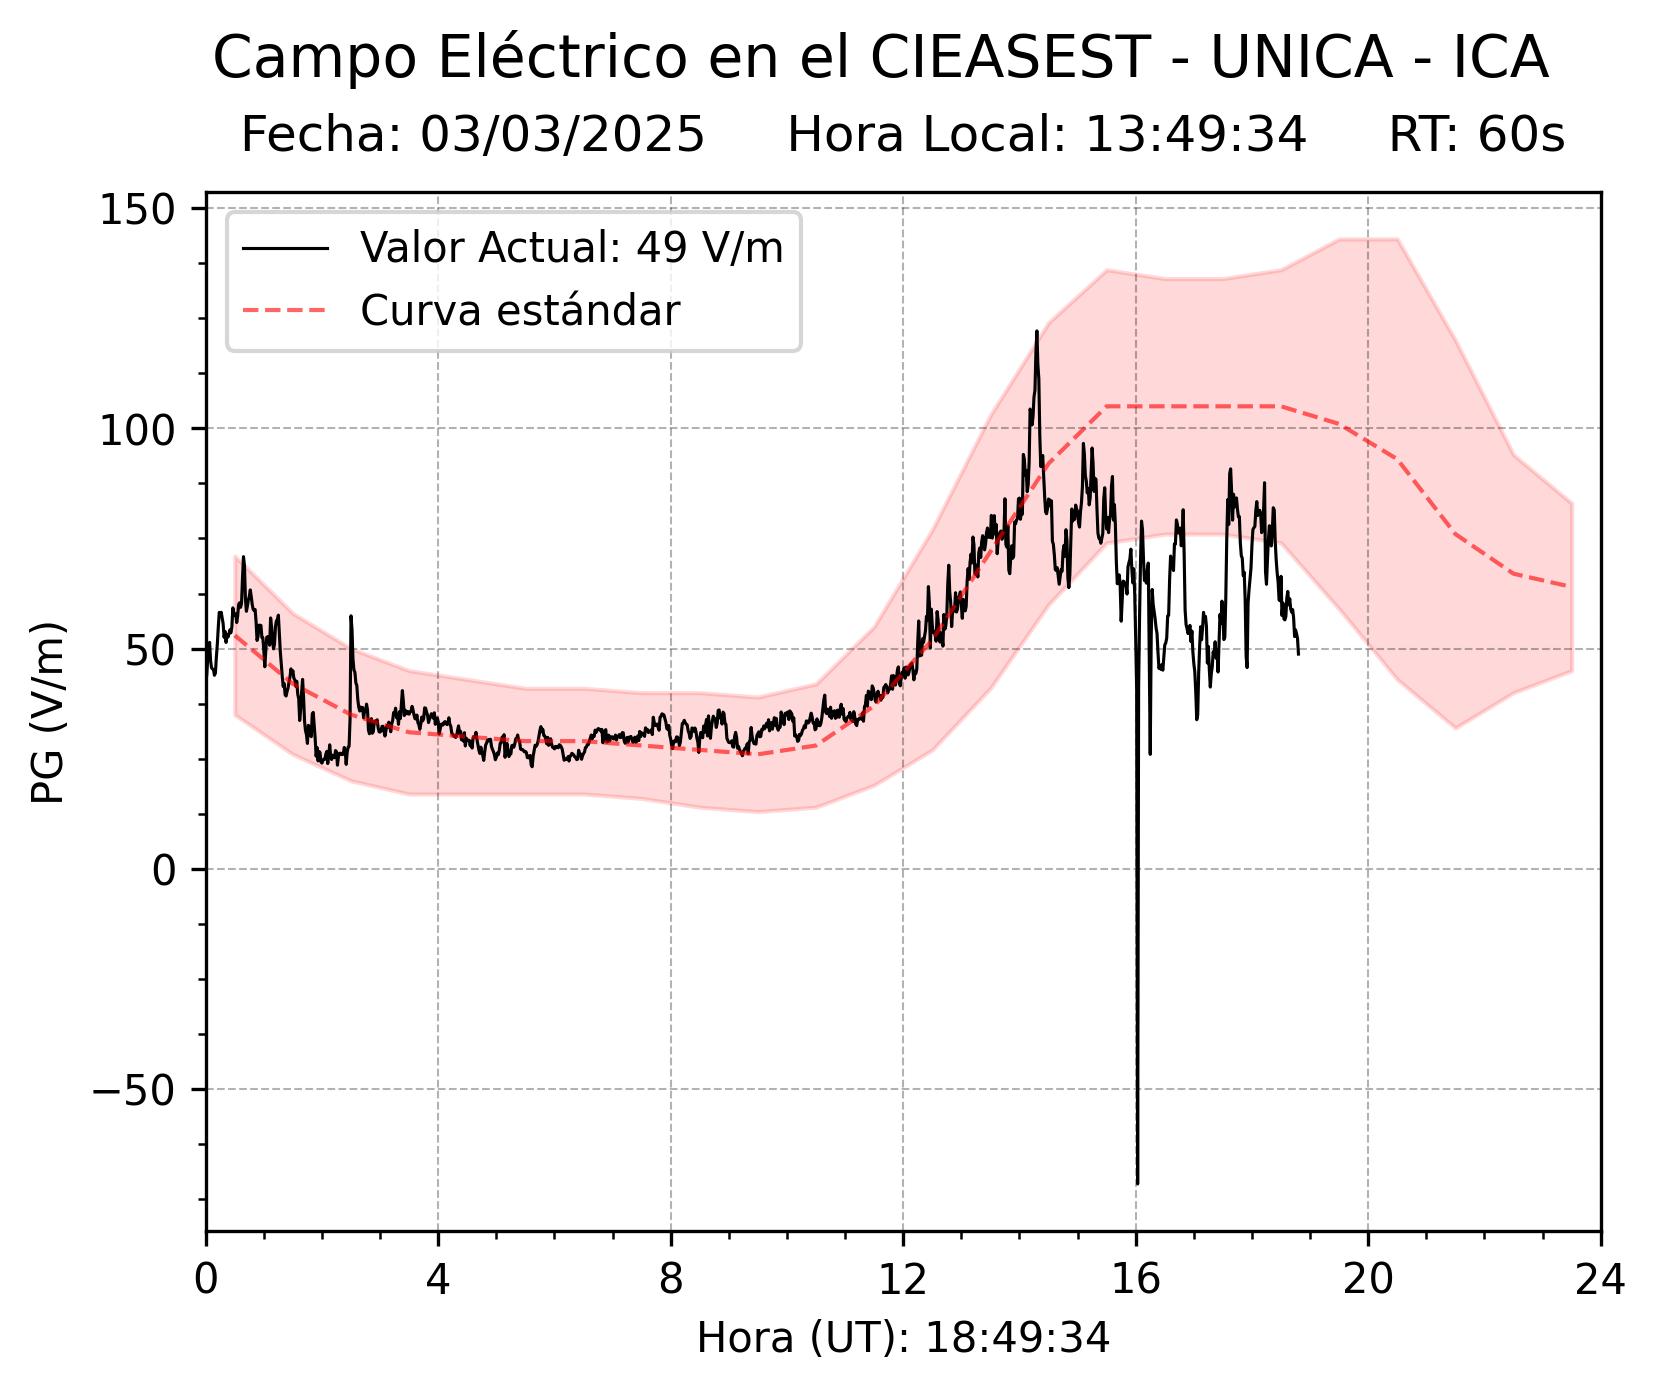 Campo Eléctrico en el CIEASEST - UNICA - ICA
Fecha: 03/03/2025 Hora Local: 13:49:34 RT: 60s
Valor Actual: 49 V/m
Curva estándar
PG (V/m)
150
100
50
0
−50
0 4 8 12 16 20 24
Hora (UT): 18:49:34